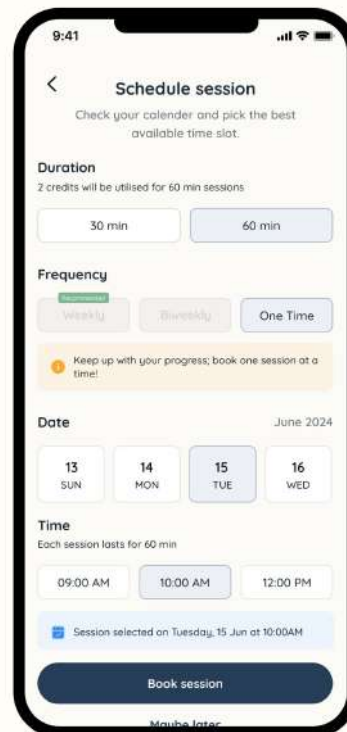 9:41
Schedule session
Check your calender and pick the best
available time slot.
Duration
2 credits will be utilised for 60 min sessions
30 min 60 min
Frequency
Recommended
Weekly Biweekly One Time
Keep up with your progress; book one session at a
time!
Date June 2024
13 14 15 16
SUN MON TUE WED
Time
Each session lasts for 60 min
09:00 AM 10:00 AM 12:00 PM
Session selected on Tuesday, 15 Jun at 10:00AM
Book session
Maybe later